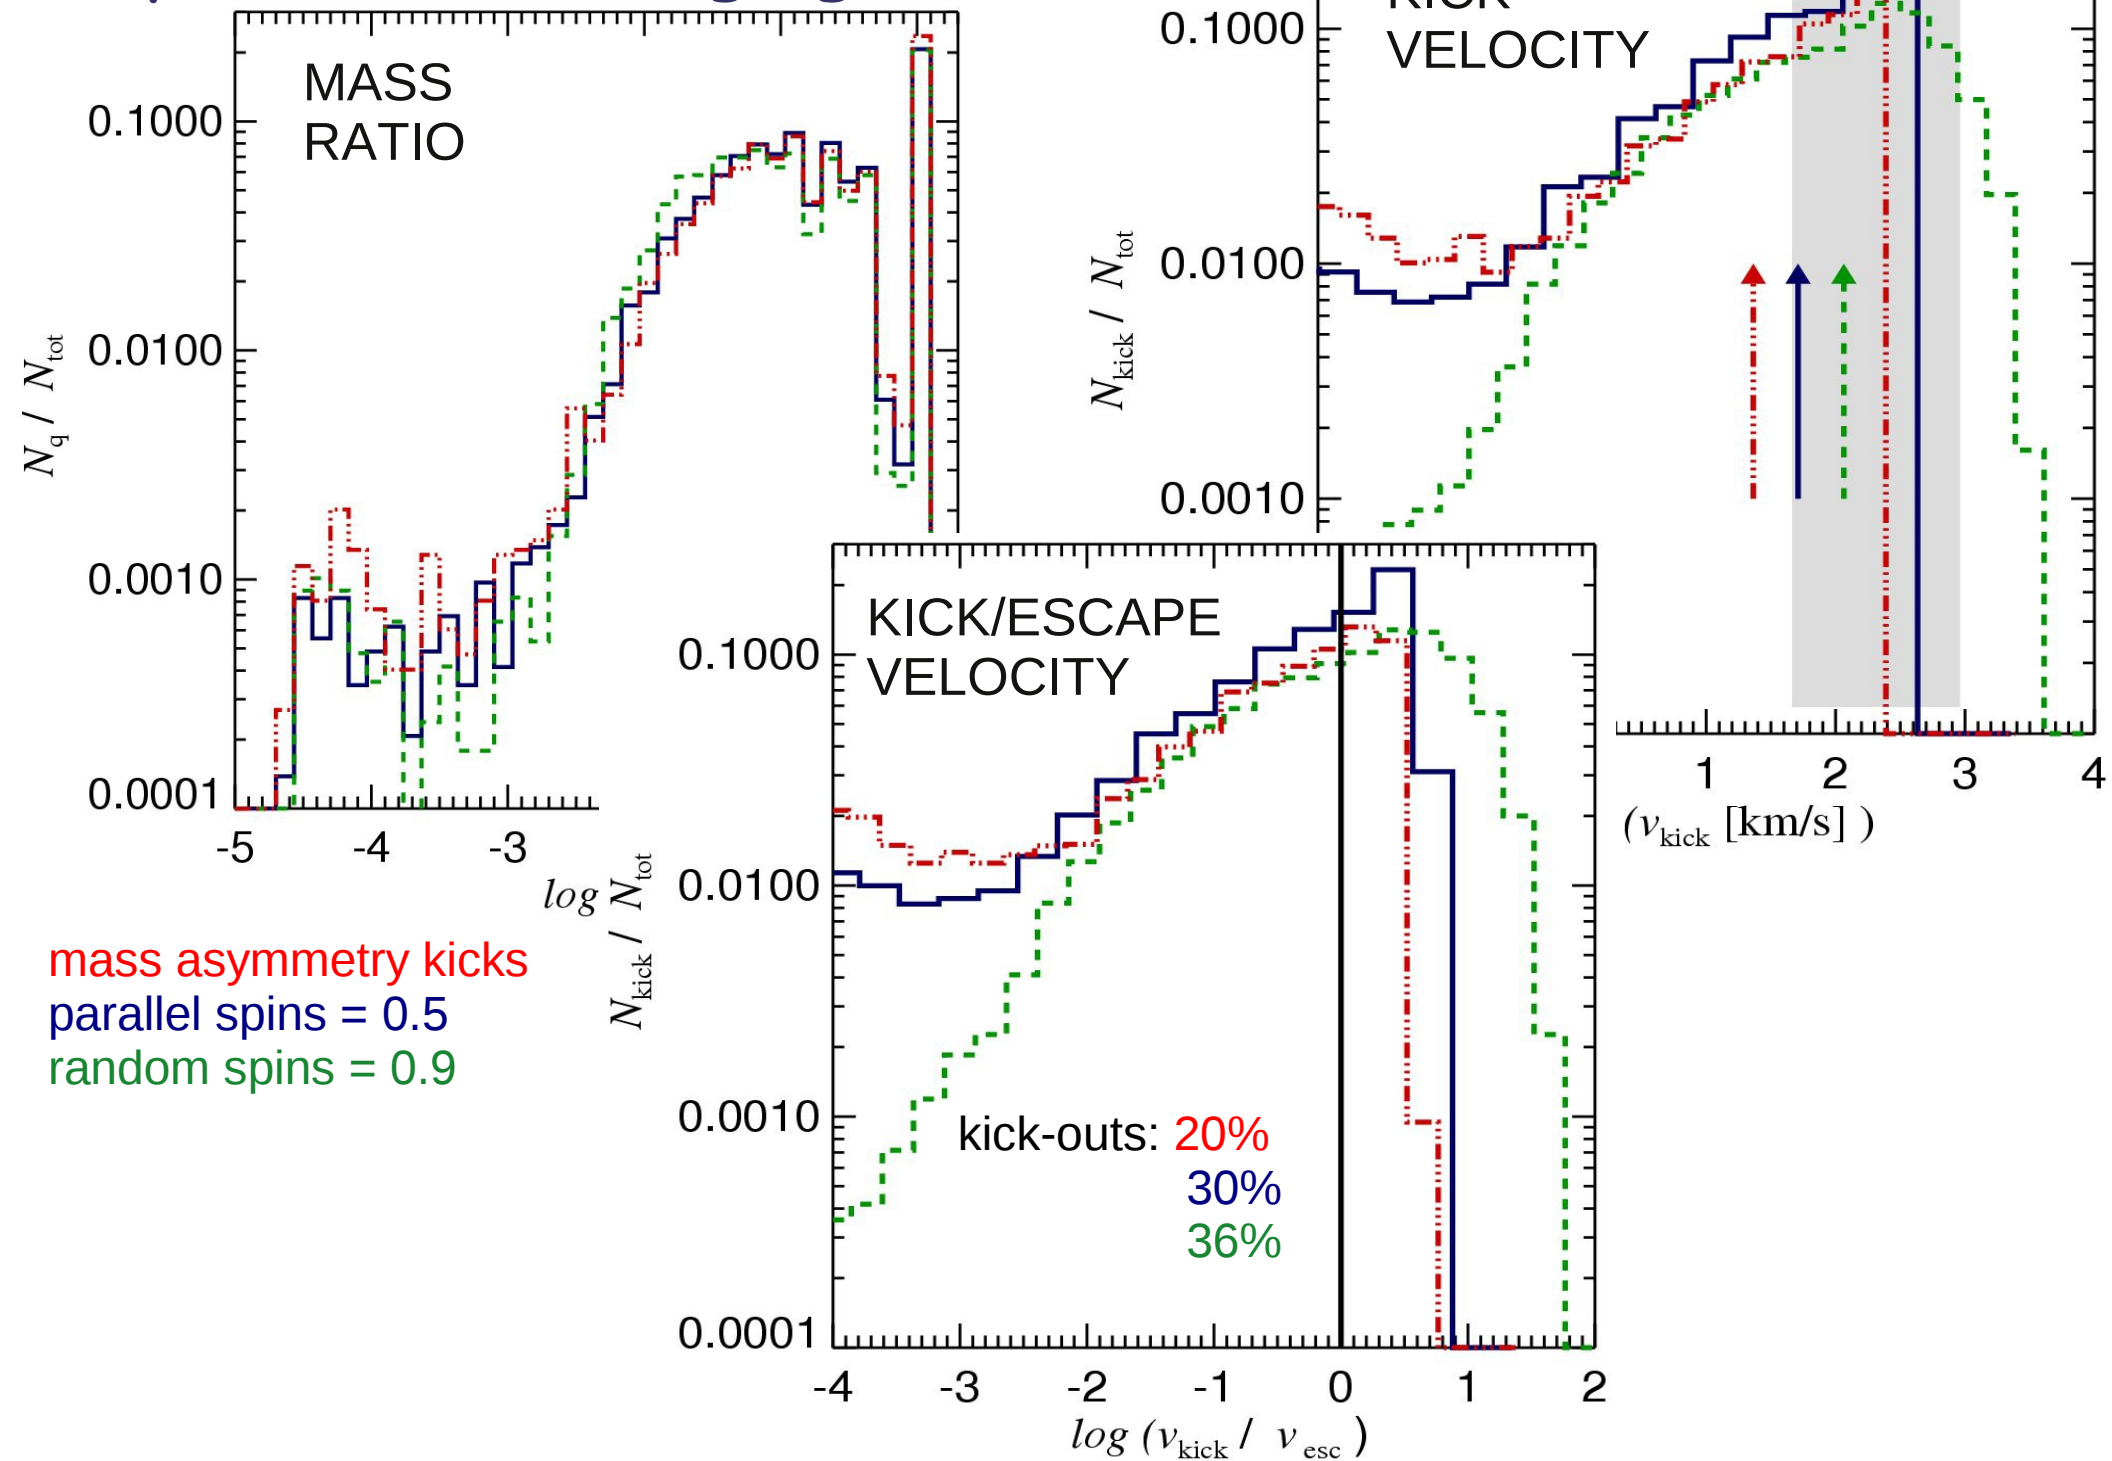 MASS
RATIO
0.1000
0.0100
0.0010
0.0001
N_q / N_tot
-5 -4 -3
log
VELOCITY
0.1000
0.0100
0.0010
N_kick / N_tot
1 2 3 4
(v_kick [km/s] )
KICK/ESCAPE
VELOCITY
0.1000
0.0100
0.0010
0.0001
N_kick / N_tot
kick-outs: 20%
30%
36%
-4 -3 -2 -1 0 1 2
log (v_kick / v_esc )
mass asymmetry kicks
parallel spins = 0.5
random spins = 0.9